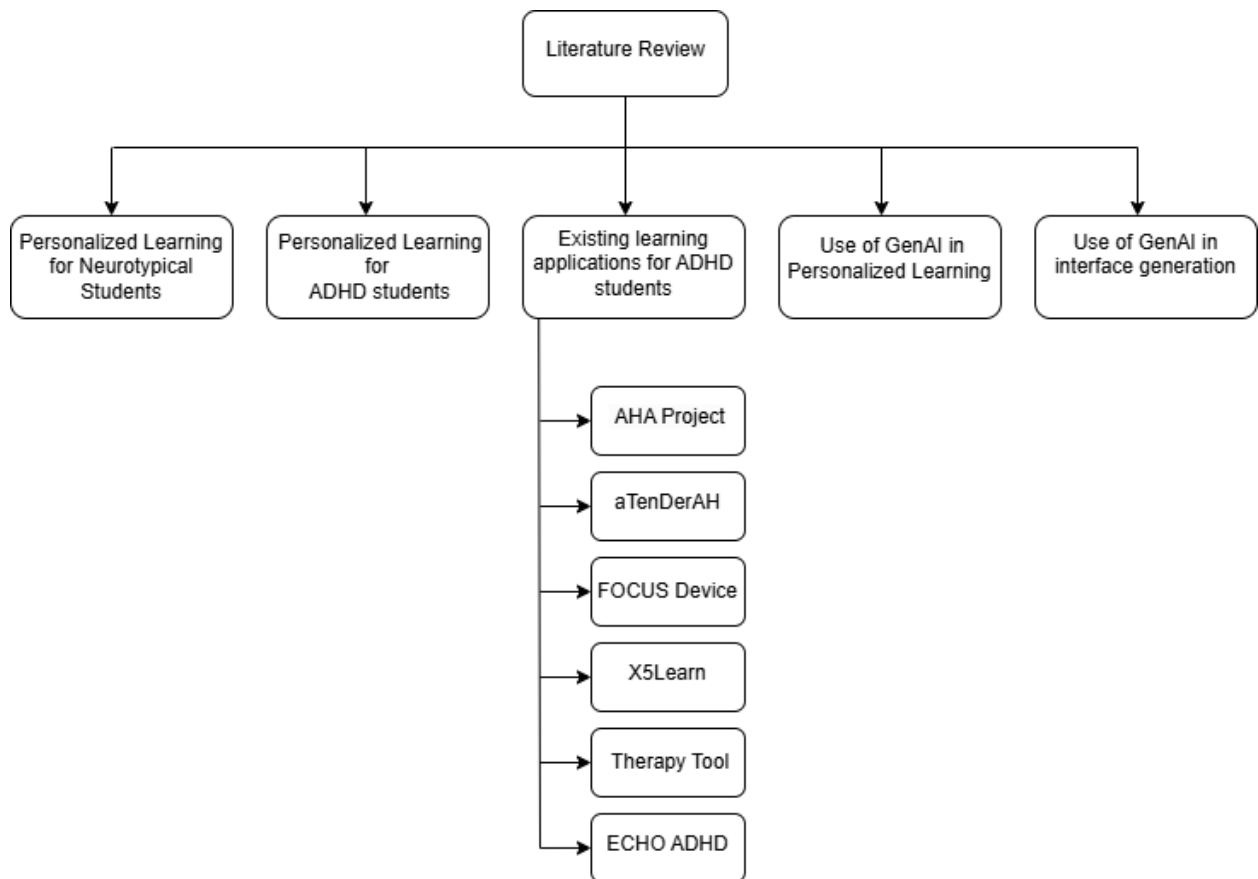 Literature Review
Personalized Learning
for Neurotypical
Students
Personalized Learning
for
ADHD students
Existing learning
applications for ADHD
students
Use of GenAI in
Personalized Learning
Use of GenAI in
interface generation
AHA Project
aTenDerAH
FOCUS Device
X5Learn
Therapy Tool
ECHO ADHD